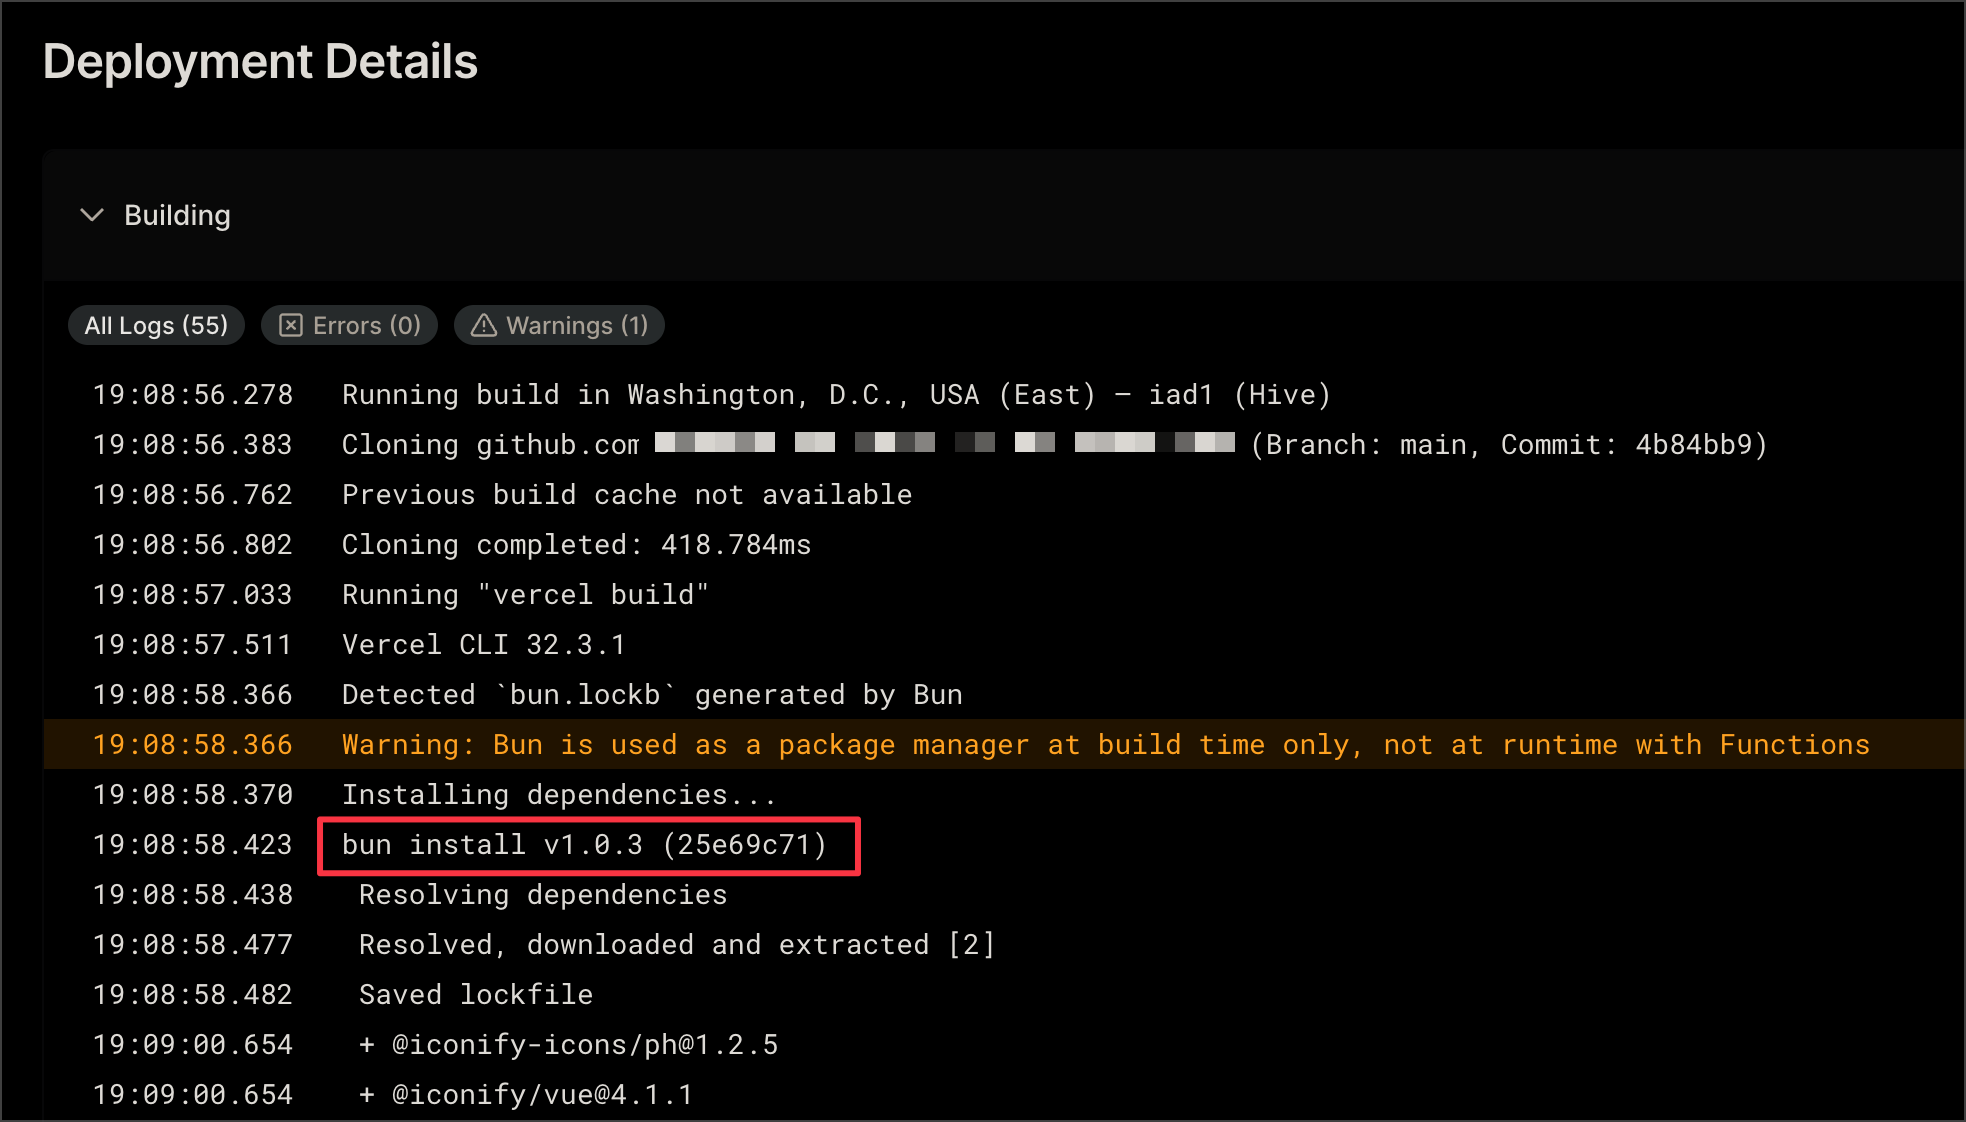 Deployment Details
Building
All Logs (55) Errors (0) Warnings (1)
19:08:56.278 Running build in Washington, D.C., USA (East) – iad1 (Hive)
19:08:56.383 Cloning github.com (Branch: main, Commit: 4b84bb9)
19:08:56.762 Previous build cache not available
19:08:56.802 Cloning completed: 418.784ms
19:08:57.033 Running "vercel build"
19:08:57.511 Vercel CLI 32.3.1
19:08:58.366 Detected `bun.lockb` generated by Bun
19:08:58.366 Warning: Bun is used as a package manager at build time only, not at runtime with Functions
19:08:58.370 Installing dependencies...
19:08:58.423 bun install v1.0.3 (25e69c71)
19:08:58.438 Resolving dependencies
19:08:58.477 Resolved, downloaded and extracted [2]
19:08:58.482 Saved lockfile
19:09:00.654 + @iconify-icons/ph@1.2.5
19:09:00.654 + @iconify/vue@4.1.1